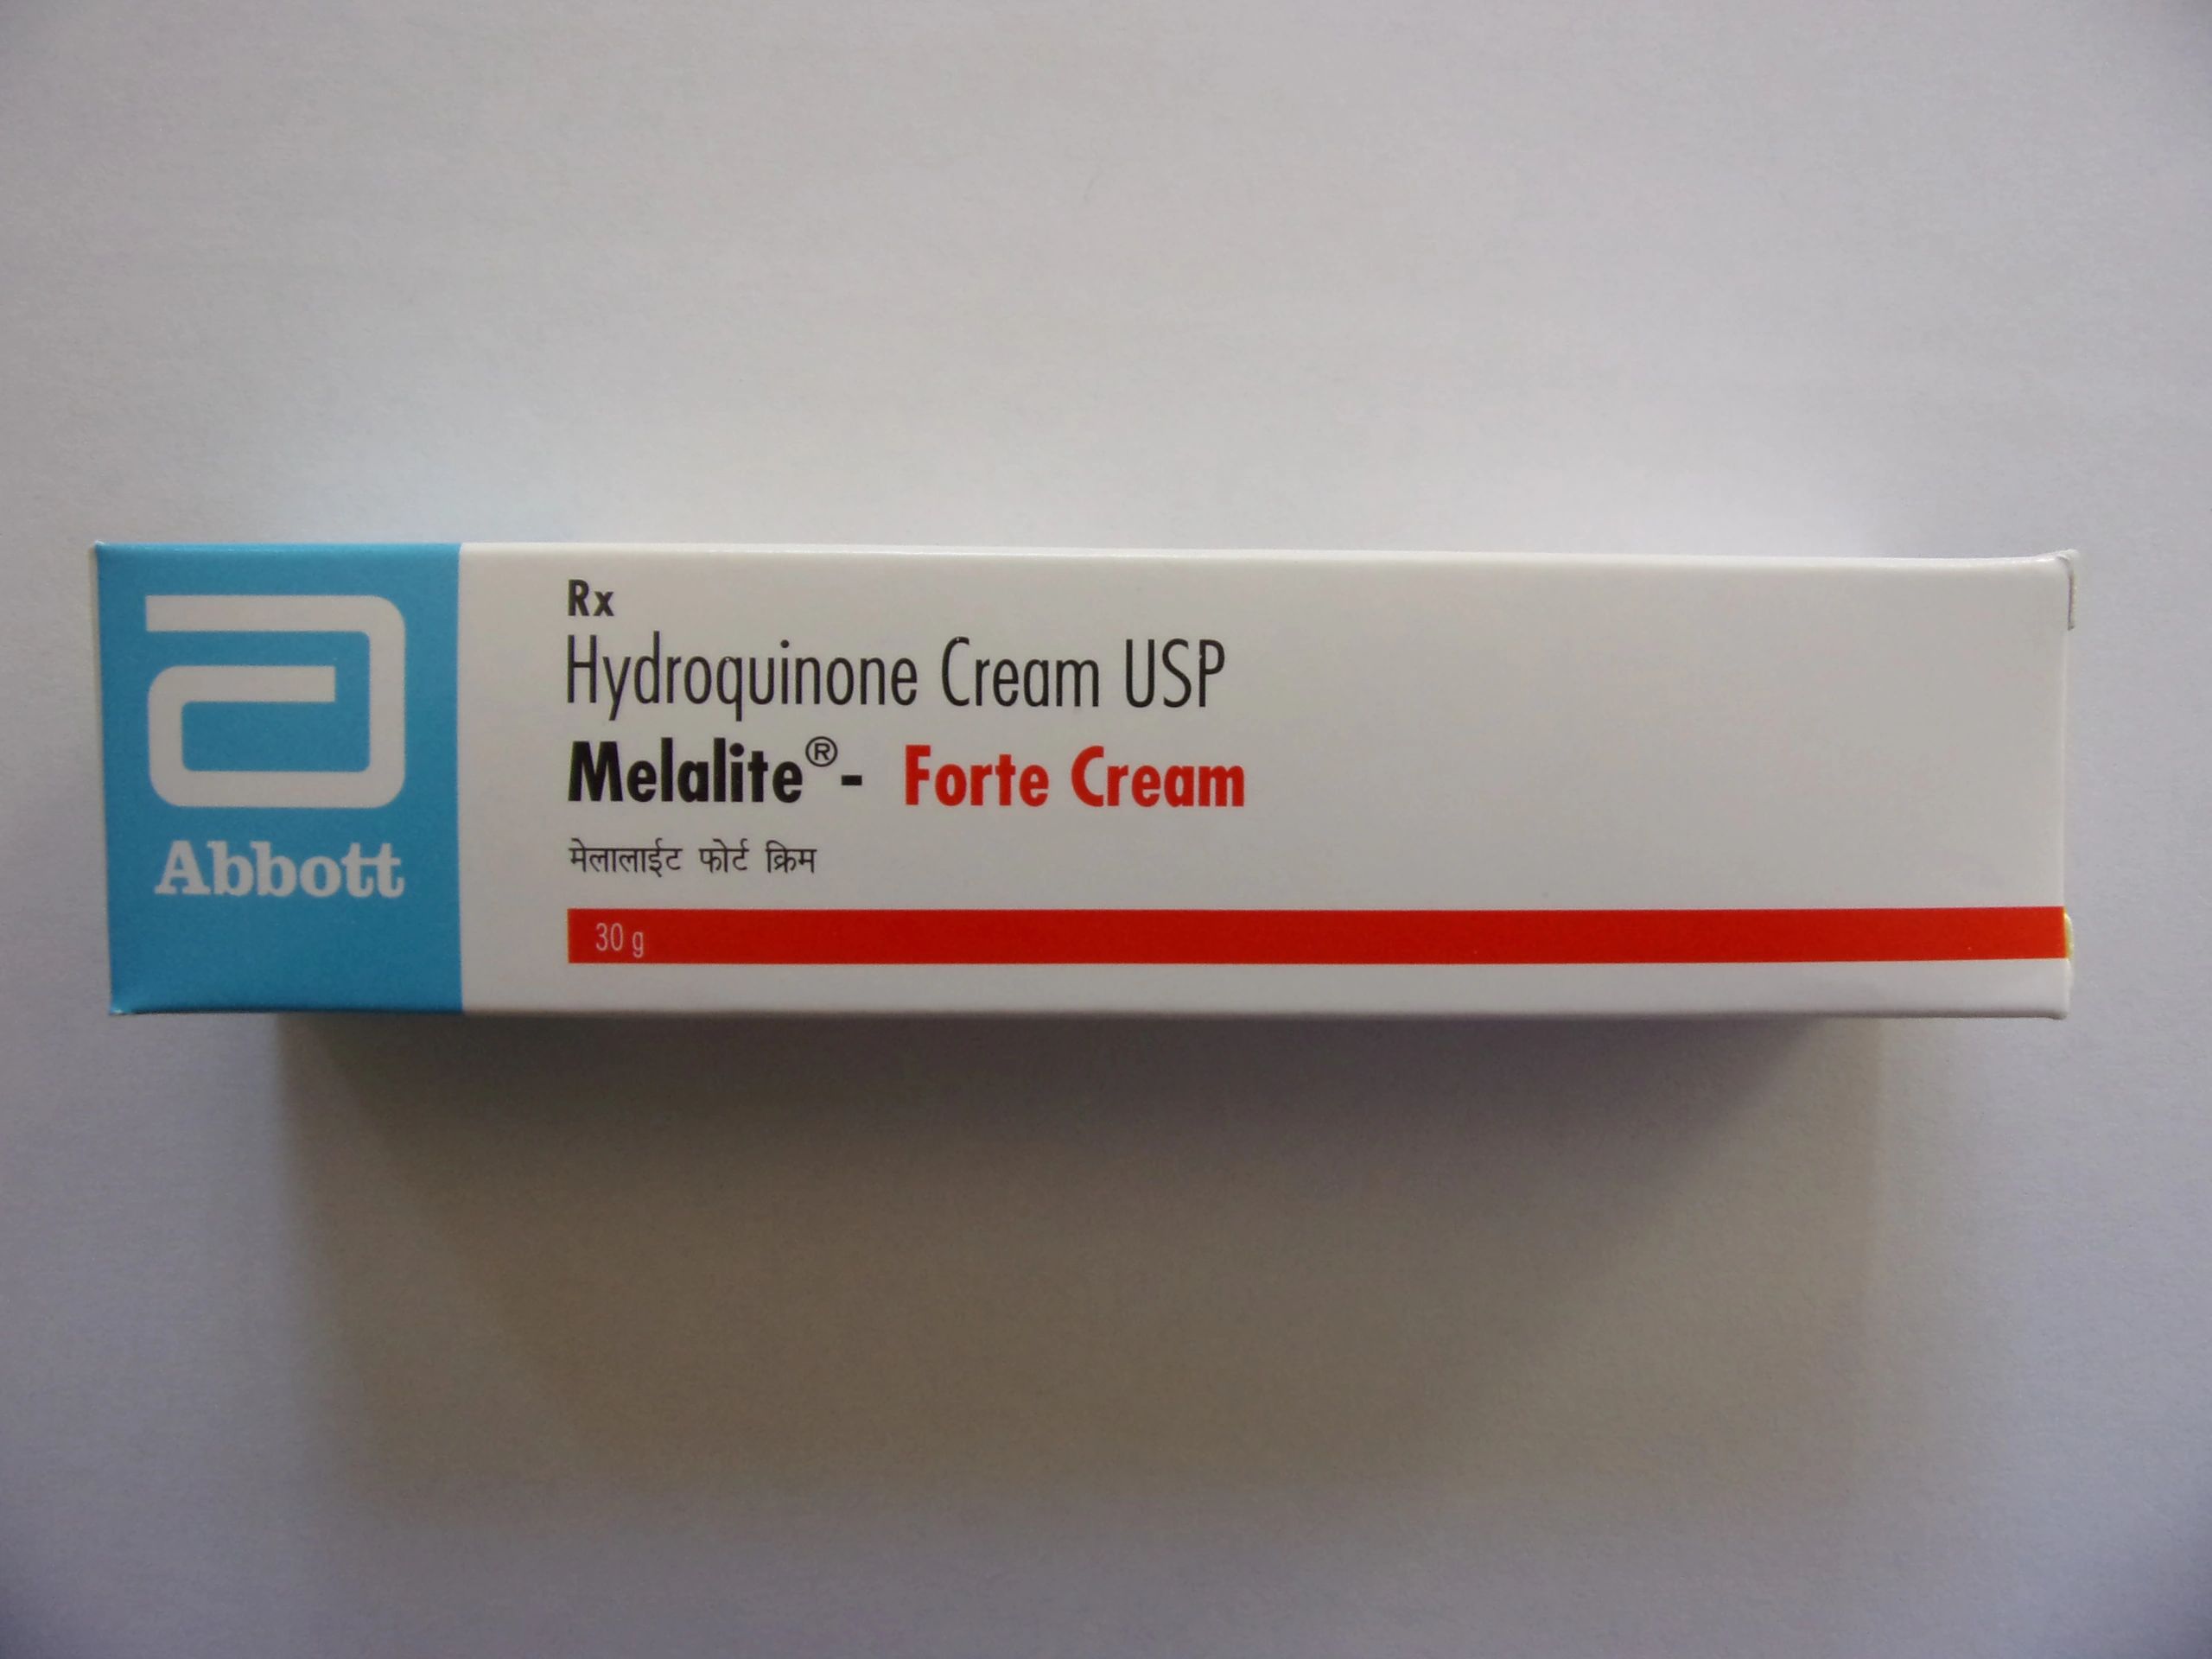 Abbott
Rx
Hydroquinone Cream USP
Melalite®- Forte Cream
मेलालाईट फोर्ट क्रिम
30 g